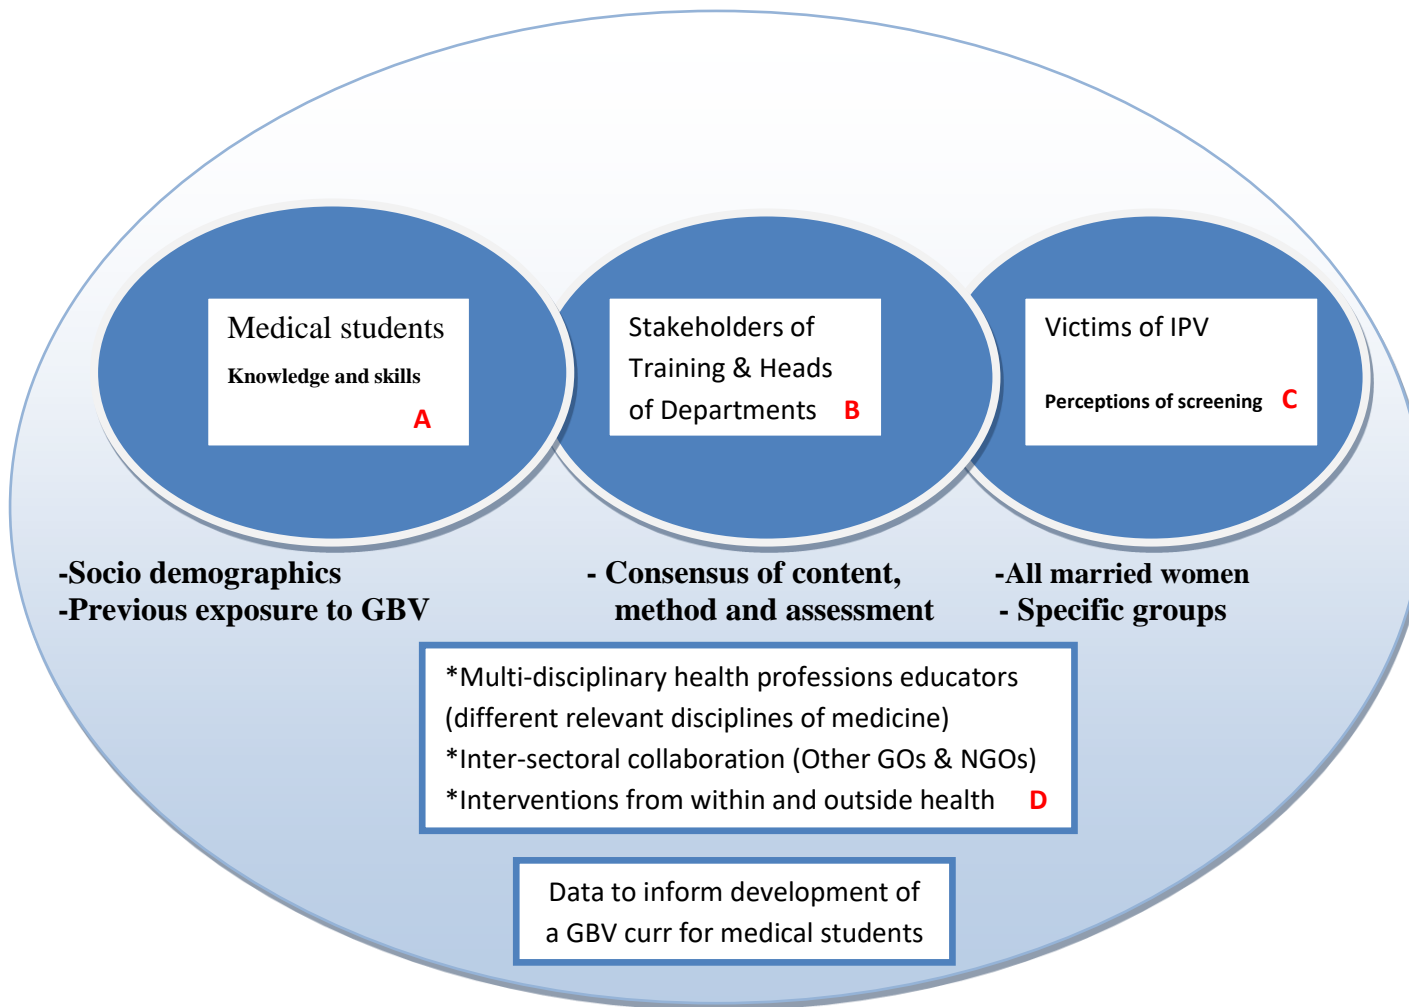 Medical students
Knowledge and skills
A
Stakeholders of
Training & Heads
of Departments B
Victims of IPV
Perceptions of screening C
-Socio demographics
-Previous exposure to GBV
- Consensus of content,
method and assessment
-All married women
- Specific groups
*Multi-disciplinary health professions educators
(different relevant disciplines of medicine)
*Inter-sectoral collaboration (Other GOs & NGOs)
*Interventions from within and outside health D
Data to inform development of
a GBV curr for medical students